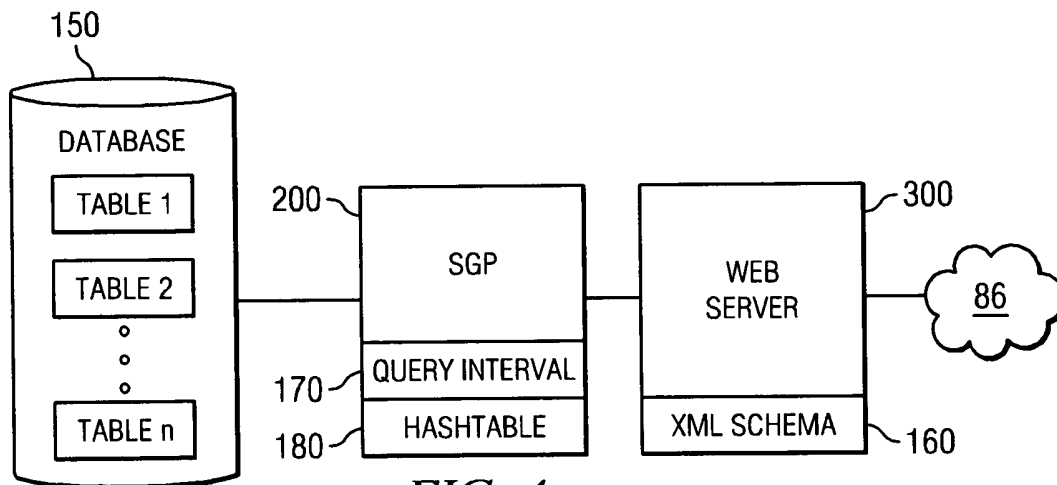 150
DATABASE
TABLE 1
TABLE 2
TABLE n
200
SGP
170
QUERY INTERVAL
180
HASHTABLE
300
WEB
SERVER
XML SCHEMA
160
86